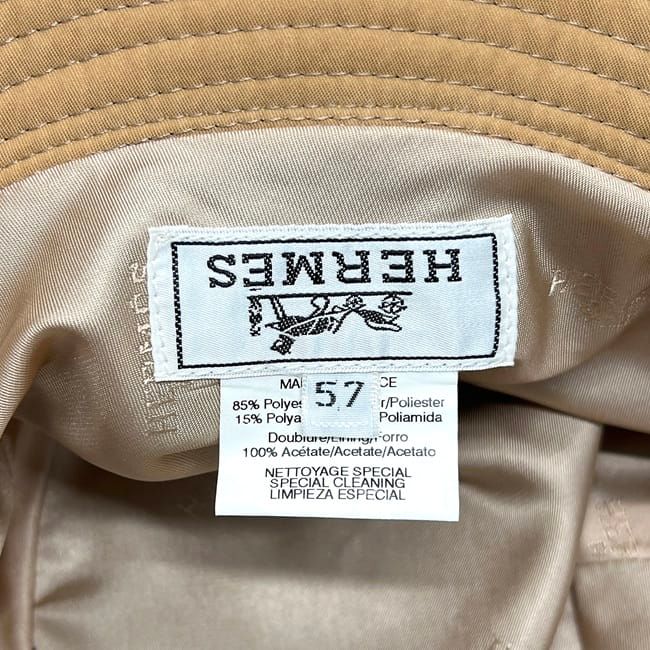 HERMES
57
MA CE
85% Polyes r/Poliester
15% Polya Poliamida
Doublure/Lining/Forro
100% Acétate/Acetate/Acetato
NETTOYAGE SPECIAL
SPECIAL CLEANING
LIMPIEZA ESPECIAL
HERMES